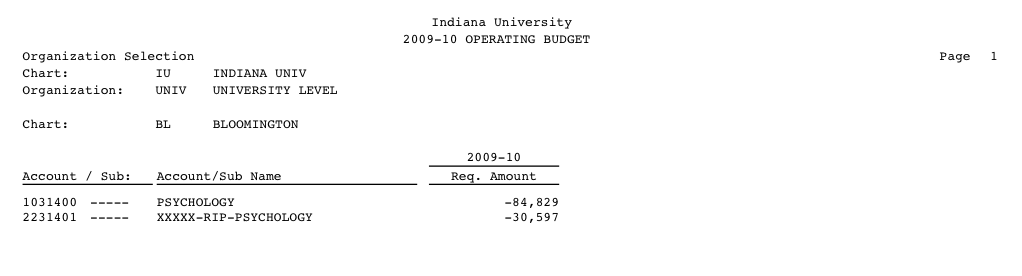 Indiana University
2009-10 OPERATING BUDGET
Organization Selection Page 1
Chart: IU INDIANA UNIV
Organization: UNIV UNIVERSITY LEVEL
Chart: BL BLOOMINGTON
2009-10
Account / Sub: Account/Sub Name Req. Amount
1031400 ----- PSYCHOLOGY -84,829
2231401 ----- XXXXX-RIP-PSYCHOLOGY -30,597